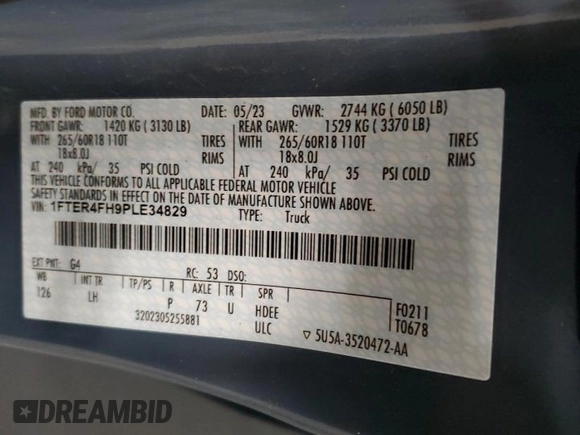 MFD. BY FORD MOTOR CO. DATE: 05/23 GVWR: 2744 KG ( 6050 LB)
FRONT GAWR: 1420 KG ( 3130 LB) REAR GAWR: 1529 KG ( 3370 LB)
WITH 265/60R18 110T TIRES WITH 265/60R18 110T TIRES
18x8.0J RIMS 18x8.0J RIMS
AT 240 kPa/ 35 PSI COLD AT 240 kPa/ 35 PSI COLD
THIS VEHICLE CONFORMS TO ALL APPLICABLE FEDERAL MOTOR VEHICLE
SAFETY STANDARDS IN EFFECT ON THE DATE OF MANUFACTURE SHOWN ABOVE.
VIN: 1FTER4FH9PLE34829 TYPE: Truck
EXT PNT: G4 RC: 53 DSO:
WB INT TR TP/PS R AXLE TR SPR
126 LH P 73 U HDEE F0211
ULC T0678
3202305255881 ▽ 5U5A-3520472-AA
DREAMBID